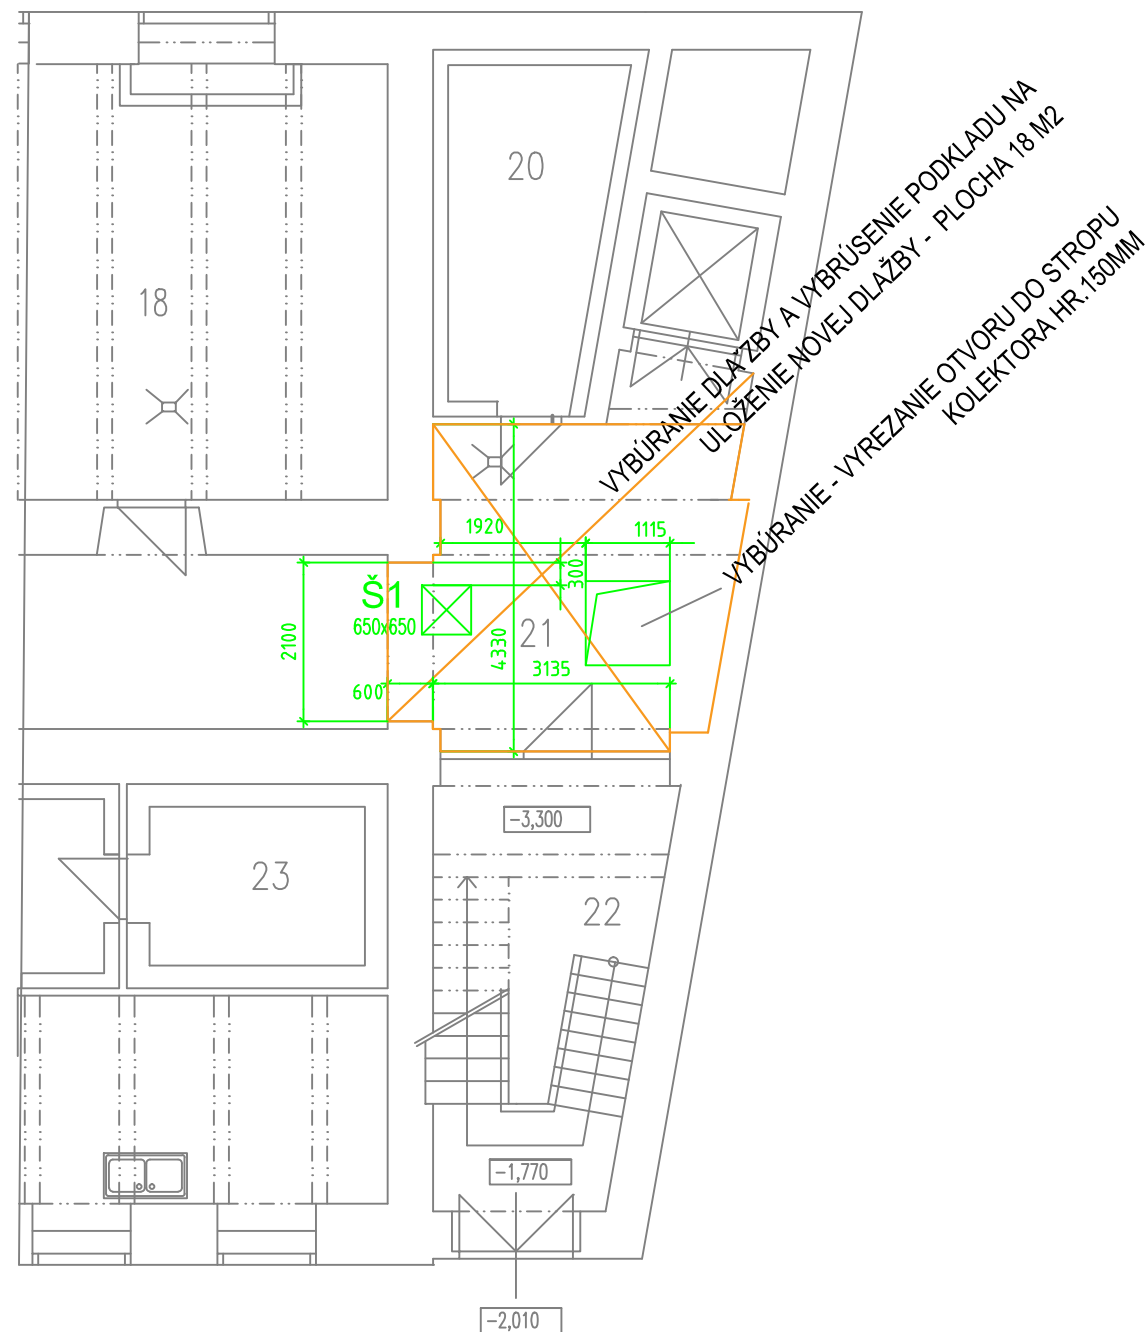 VYBÚRANIE DLAŽBY A VYBRÚSENIE PODKLADU NA
ULOŽENIE NOVEJ DLAŽBY - PLOCHA 18 M2
VYBÚRANIE - VYREZANIE OTVORU DO STROPU
KOLEKTORA HR.150MM
20
18
1920
1115
300
Š1
650x650
21
2100
4330
3135
600
-3,300
23
22
-1,770
-2,010